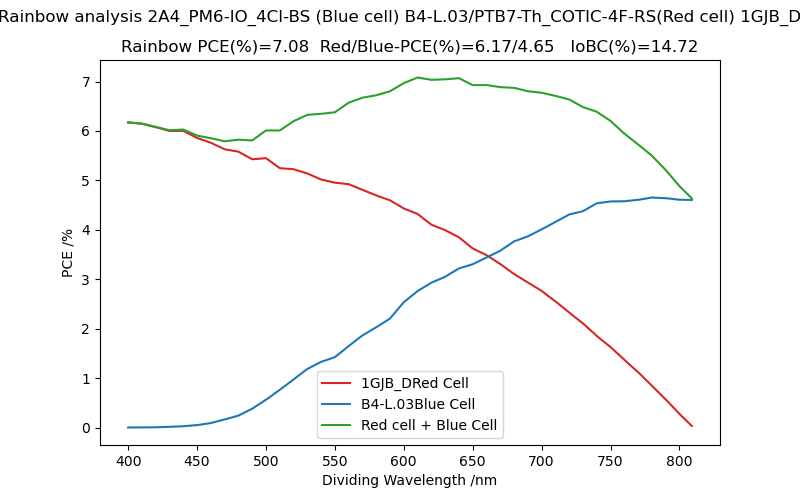 Rainbow analysis 2A4_PM6-IO_4Cl-BS (Blue cell) B4-L.03/PTB7-Th_COTIC-4F-RS(Red cell) 1GJB_D
Rainbow PCE(%)=7.08 Red/Blue-PCE(%)=6.17/4.65 IoBC(%)=14.72
7
6
5
4
3
2
1
0
PCE /%
1GJB_DRed Cell
B4-L.03Blue Cell
Red cell + Blue Cell
400 450 500 550 600 650 700 750 800
Dividing Wavelength /nm